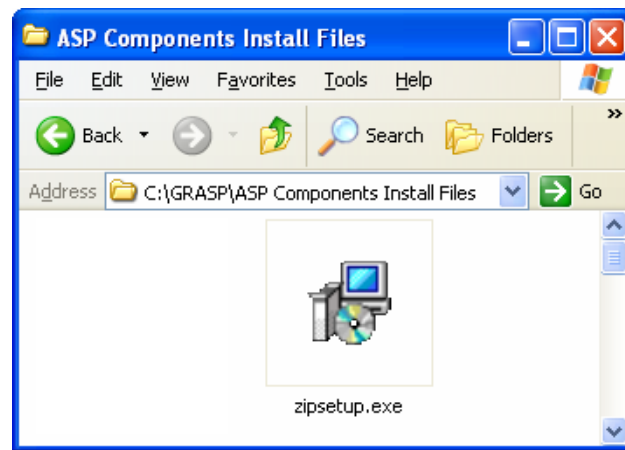 ASP Components Install Files
File Edit View Favorites Tools Help
Back Search Folders »
Address C:\GRASP\ASP Components Install Files Go
zipsetup.exe